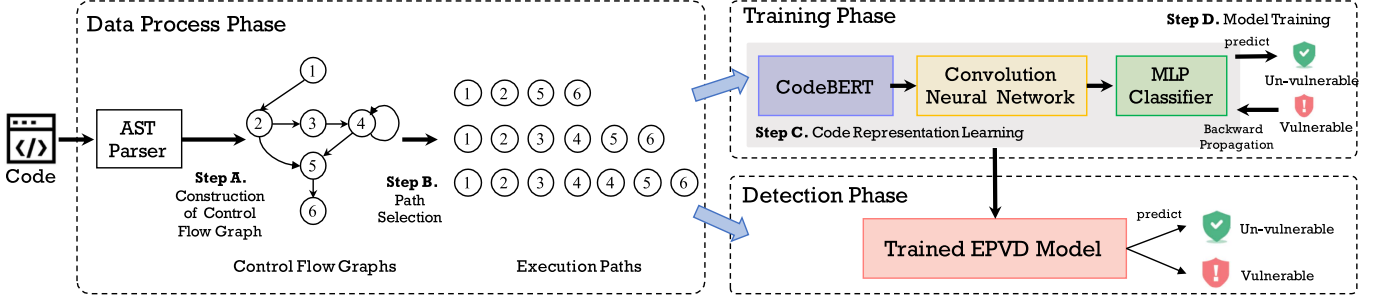 Data Process Phase
</>
Code
AST
Parser
Step A.
Construction
of Control
Flow Graph
1
2
3
4
5
6
Control Flow Graphs
Step B.
Path
Selection
1 2 5 6
1 2 3 4 5 6
1 2 3 4 4 5 6
Execution Paths
Training Phase
CodeBERT
Convolution
Neural Network
MLP
Classifier
Step C. Code Representation Learning
Step D. Model Training
predict
Un-vulnerable
Vulnerable
Backward
Propagation
Detection Phase
Trained EPVD Model
predict
Un-vulnerable
Vulnerable